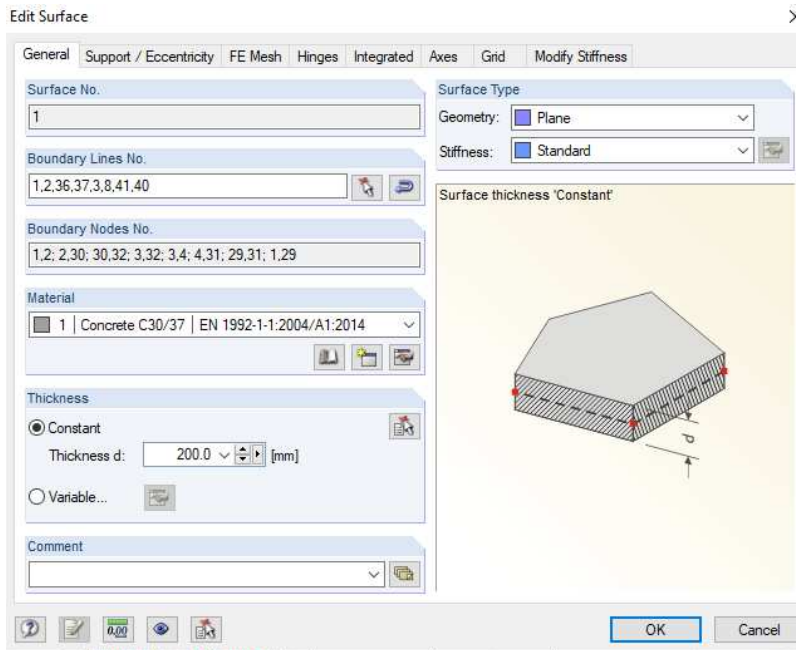 Edit Surface
General Support / Eccentricity FE Mesh Hinges Integrated Axes Grid Modify Stiffness
Surface No.
1
Boundary Lines No.
1,2,36,37,3,8,41,40
Boundary Nodes No.
1,2; 2,30; 30,32; 3,32; 3,4; 4,31; 29,31; 1,29
Material
1 | Concrete C30/37 | EN 1992-1-1:2004/A1:2014
Thickness
Constant
Thickness d: 200.0 [mm]
Variable...
Comment
Surface Type
Geometry: Plane
Stiffness: Standard
Surface thickness 'Constant'
d
0,00
OK Cancel